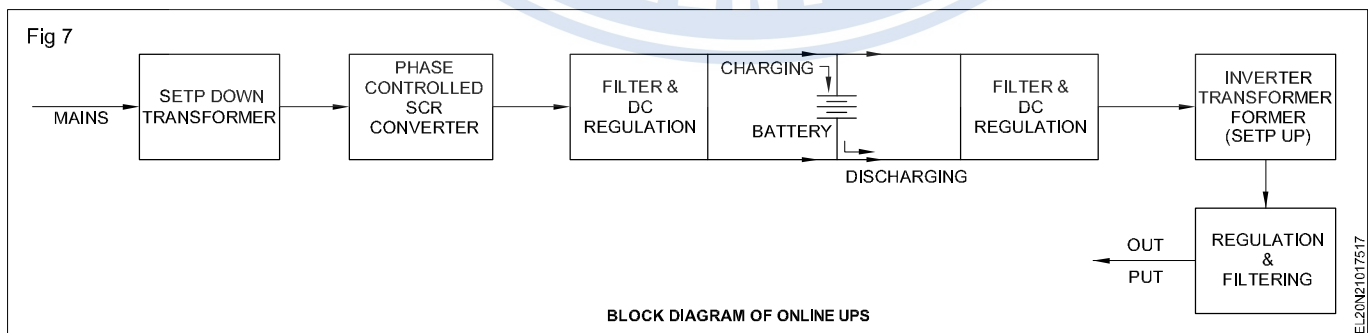 Fig 7
MAINS
SETP DOWN
TRANSFORMER
PHASE
CONTROLLED
SCR
CONVERTER
FILTER &
DC
REGULATION
CHARGING
BATTERY
DISCHARGING
FILTER &
DC
REGULATION
INVERTER
TRANSFORMER
FORMER
(SETP UP)
REGULATION
&
FILTERING
OUT
PUT
BLOCK DIAGRAM OF ONLINE UPS
EL20N21017517